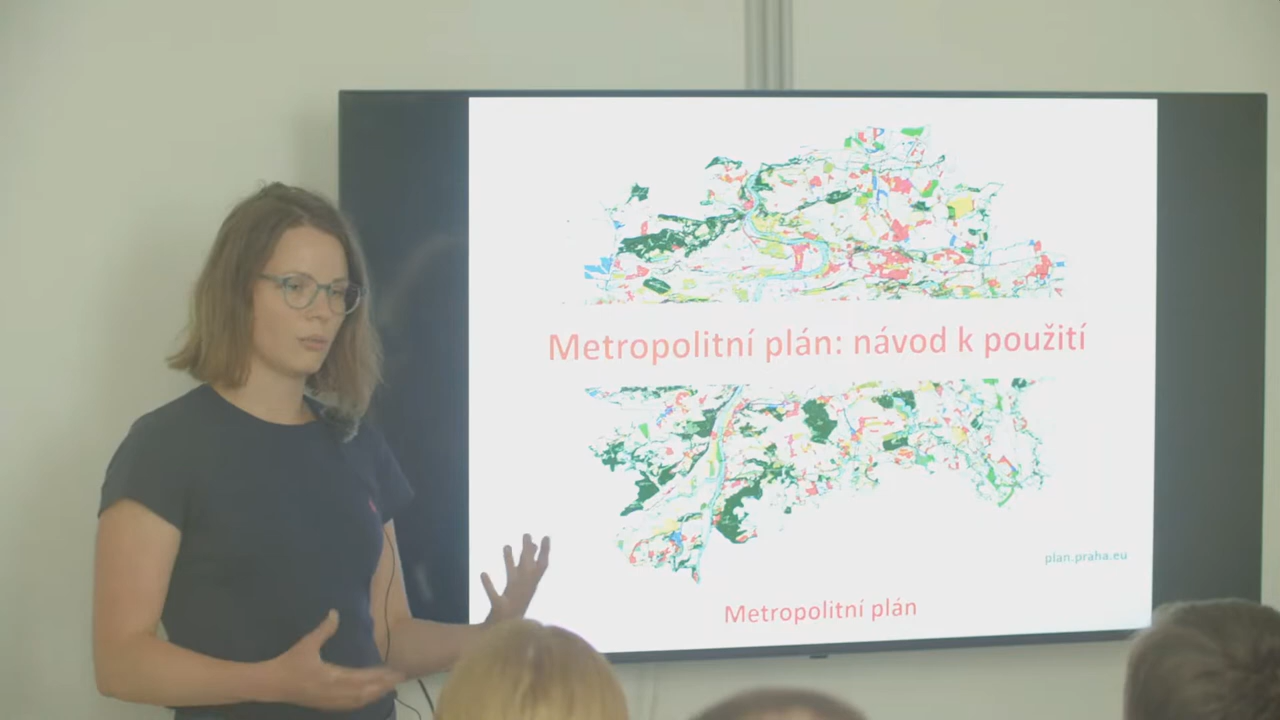 Metropolitní plán: návod k použití
plan.praha.eu
Metropolitní plán